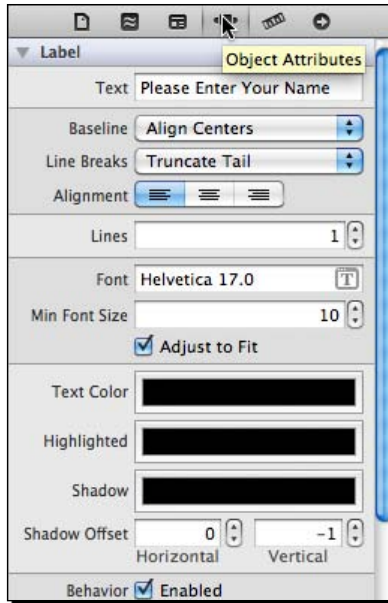 Label
Object Attributes
Text Please Enter Your Name
Baseline Align Centers
Line Breaks Truncate Tail
Alignment
Lines 1
Font Helvetica 17.0 T
Min Font Size 10
Adjust to Fit
Text Color
Highlighted
Shadow
Shadow Offset 0 -1
Horizontal Vertical
Behavior Enabled